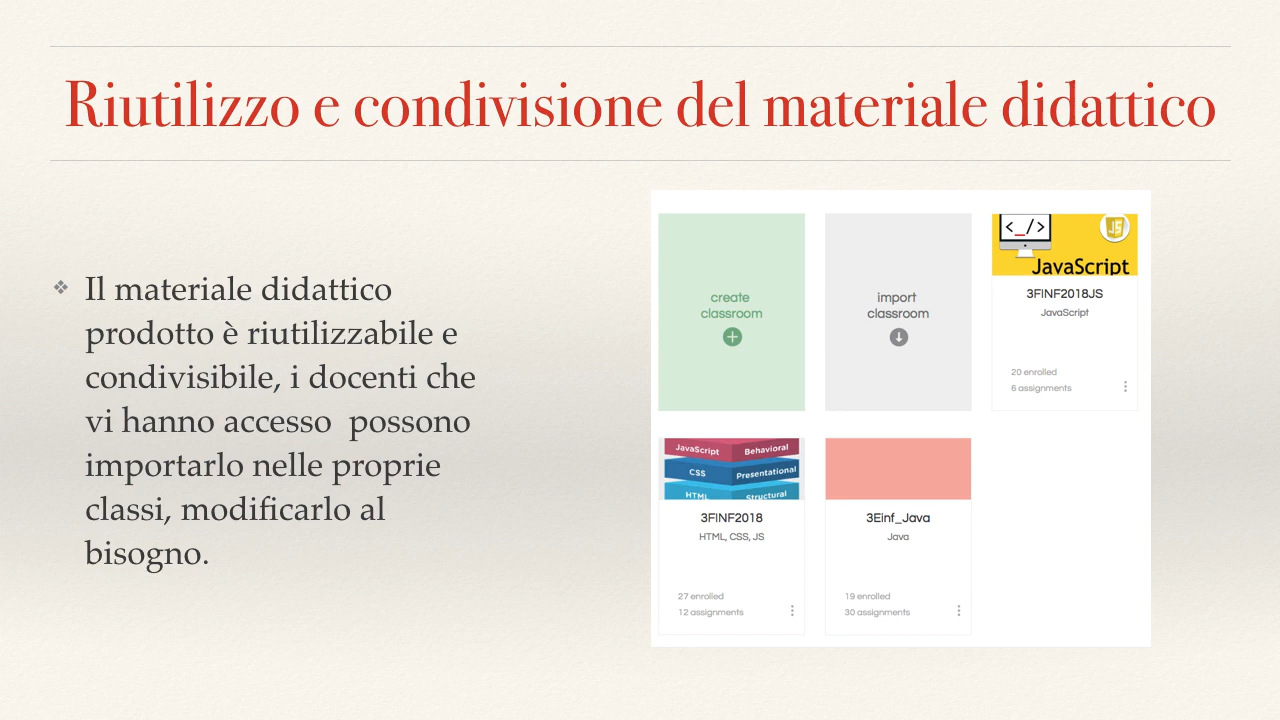 Riutilizzo e condivisione del materiale didattico
❖ Il materiale didattico
prodotto è riutilizzabile e
condivisibile, i docenti che
vi hanno accesso  possono
importarlo nelle proprie
classi, modificarlo al
bisogno.
create
classroom
import
classroom
<_/>
JS
JavaScript
3FINF2018JS
JavaScript
20 enrolled
6 assignments
JavaScript Behavioral
CSS Presentational
HTML Structural
3FINF2018
HTML, CSS, JS
27 enrolled
12 assignments
3Einf_Java
Java
19 enrolled
30 assignments